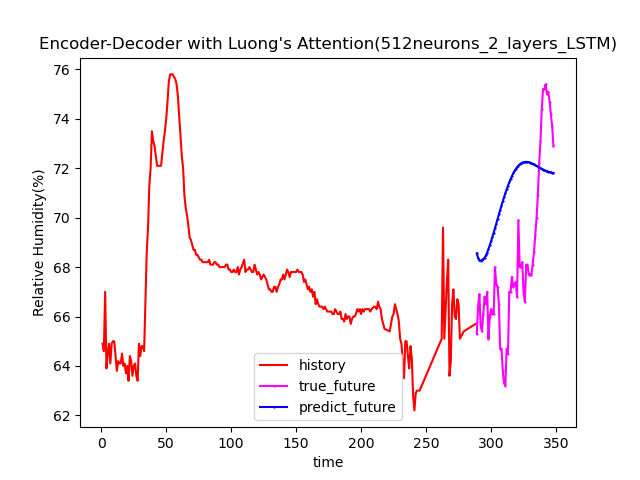 Encoder-Decoder with Luong's Attention(512neurons_2_layers_LSTM)
76
74
72
70
68
66
64
62
Relative Humidity(%)
history
true_future
predict_future
0 50 100 150 200 250 300 350
time